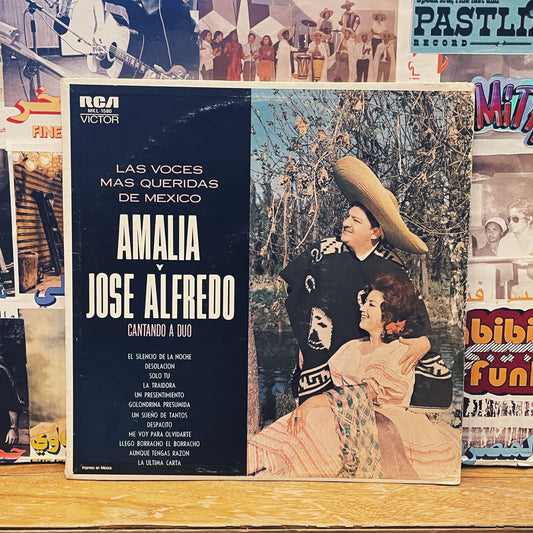 PASTLI
RECORD
RCA
MKL 1580
VICTOR
LAS VOCES
MAS QUERIDAS
DE MEXICO
AMALIA
Y
JOSE ALFREDO
CANTANDO A DUO
EL SILENCIO DE LA NOCHE
DESOLACION
SOLO TU
LA TRAIDORA
UN PRESENTIMIENTO
GOLONDRINA PRESUMIDA
UN SUEÑO DE TANTOS
DESPACITO
ME VOY PARA OLVIDARTE
LLEGO BORRACHO EL BORRACHO
AUNQUE TENGAS RAZON
LA ULTIMA CARTA
Impreso en México
FINE
bibi
Funk